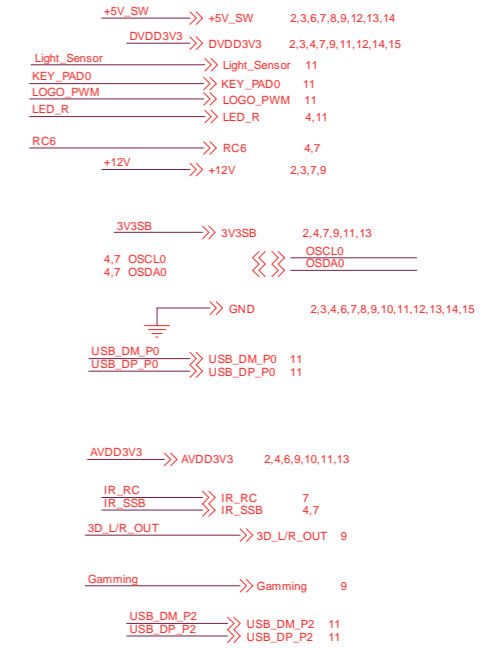 +5V_SW +5V_SW 2,3,6,7,8,9,12,13,14
DVDD3V3 DVDD3V3 2,3,4,7,9,11,12,14,15
Light_Sensor Light_Sensor 11
KEY_PAD0 KEY_PAD0 11
LOGO_PWM LOGO_PWM 11
LED_R LED_R 4,11
RC6 RC6 4,7
+12V +12V 2,3,7,9
3V3SB 3V3SB 2,4,7,9,11,13
4,7 OSCL0 OSCL0
4,7 OSDA0 OSDA0
GND 2,3,4,6,7,8,9,10,11,12,13,14,15
USB_DM_P0 USB_DM_P0 11
USB_DP_P0 USB_DP_P0 11
AVDD3V3 AVDD3V3 2,4,6,9,10,11,13
IR_RC IR_RC 7
IR_SSB IR_SSB 4,7
3D_L/R_OUT 3D_L/R_OUT 9
Gamming Gamming 9
USB_DM_P2 USB_DM_P2 11
USB_DP_P2 USB_DP_P2 11